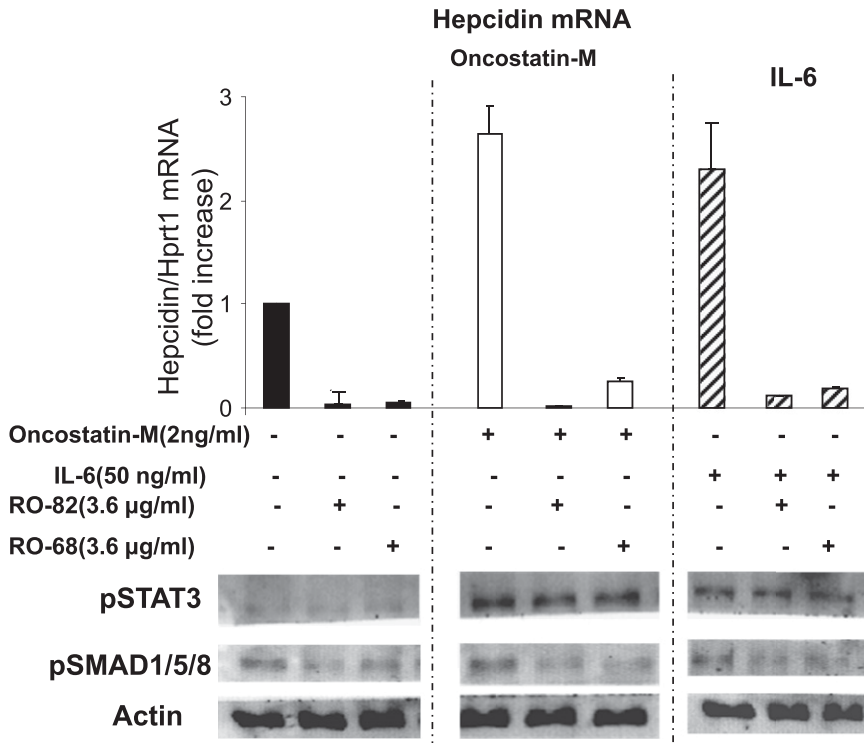 Hepcidin mRNA
Oncostatin-M
IL-6
Hepcidin/Hprt1 mRNA
(fold increase)
3
2
1
0
Oncostatin-M(2ng/ml) - - - + + + - - -
IL-6(50 ng/ml) - - - - - - + + +
RO-82(3.6 µg/ml) - + - - + - - + -
RO-68(3.6 µg/ml) - - + - - + - - +
pSTAT3
pSMAD1/5/8
Actin